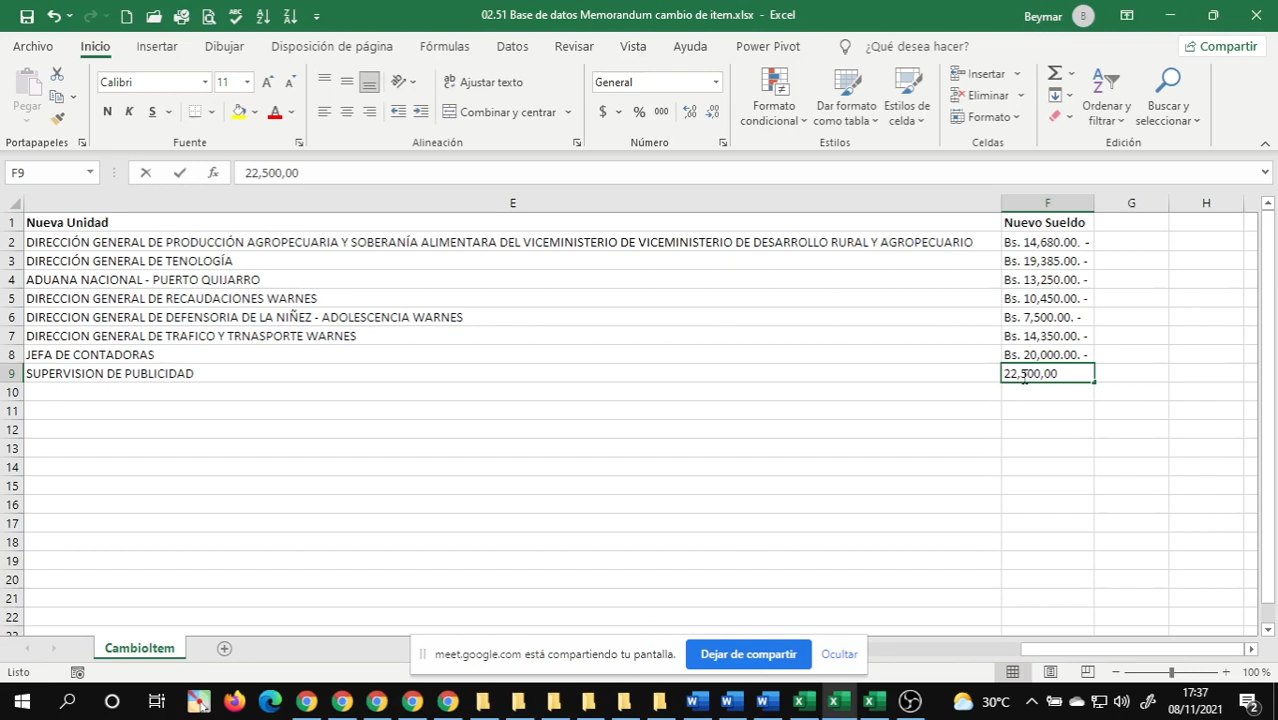 02.51 Base de datos Memorandum cambio de item.xlsx - Excel
Beymar
B
Archivo Inicio Insertar Dibujar Disposición de página Fórmulas Datos Revisar Vista Ayuda Power Pivot ¿Qué desea hacer? Compartir
Pegar
Calibri 11
N K S
Ajustar texto
Combinar y centrar
General
$ % 000
Formato condicional
Dar formato como tabla
Estilos de celda
Insertar
Eliminar
Formato
Ordenar y filtrar
Buscar y seleccionar
Portapapeles Fuente Alineación Número Estilos Celdas Edición
F9 fx 22,500,00
E F G H
1 Nueva Unidad Nuevo Sueldo
2 DIRECCIÓN GENERAL DE PRODUCCIÓN AGROPECUARIA Y SOBERANÍA ALIMENTARA DEL VICEMINISTERIO DE VICEMINISTERIO DE DESARROLLO RURAL Y AGROPECUARIO Bs. 14,680.00. -
3 DIRECCIÓN GENERAL DE TENOLOGÍA Bs. 19,385.00. -
4 ADUANA NACIONAL - PUERTO QUIJARRO Bs. 13,250.00. -
5 DIRECCION GENERAL DE RECAUDACIONES WARNES Bs. 10,450.00. -
6 DIRECCION GENERAL DE DEFENSORIA DE LA NIÑEZ - ADOLESCENCIA WARNES Bs. 7,500.00. -
7 DIRECCION GENERAL DE TRAFICO Y TRNASPORTE WARNES Bs. 14,350.00. -
8 JEFA DE CONTADORAS Bs. 20,000.00. -
9 SUPERVISION DE PUBLICIDAD 22,500,00
10
11
12
13
14
15
16
17
18
19
20
21
22
CambioItem
meet.google.com está compartiendo tu pantalla. Dejar de compartir Ocultar
Listo 100 %
30°C
17:37
08/11/2021
2